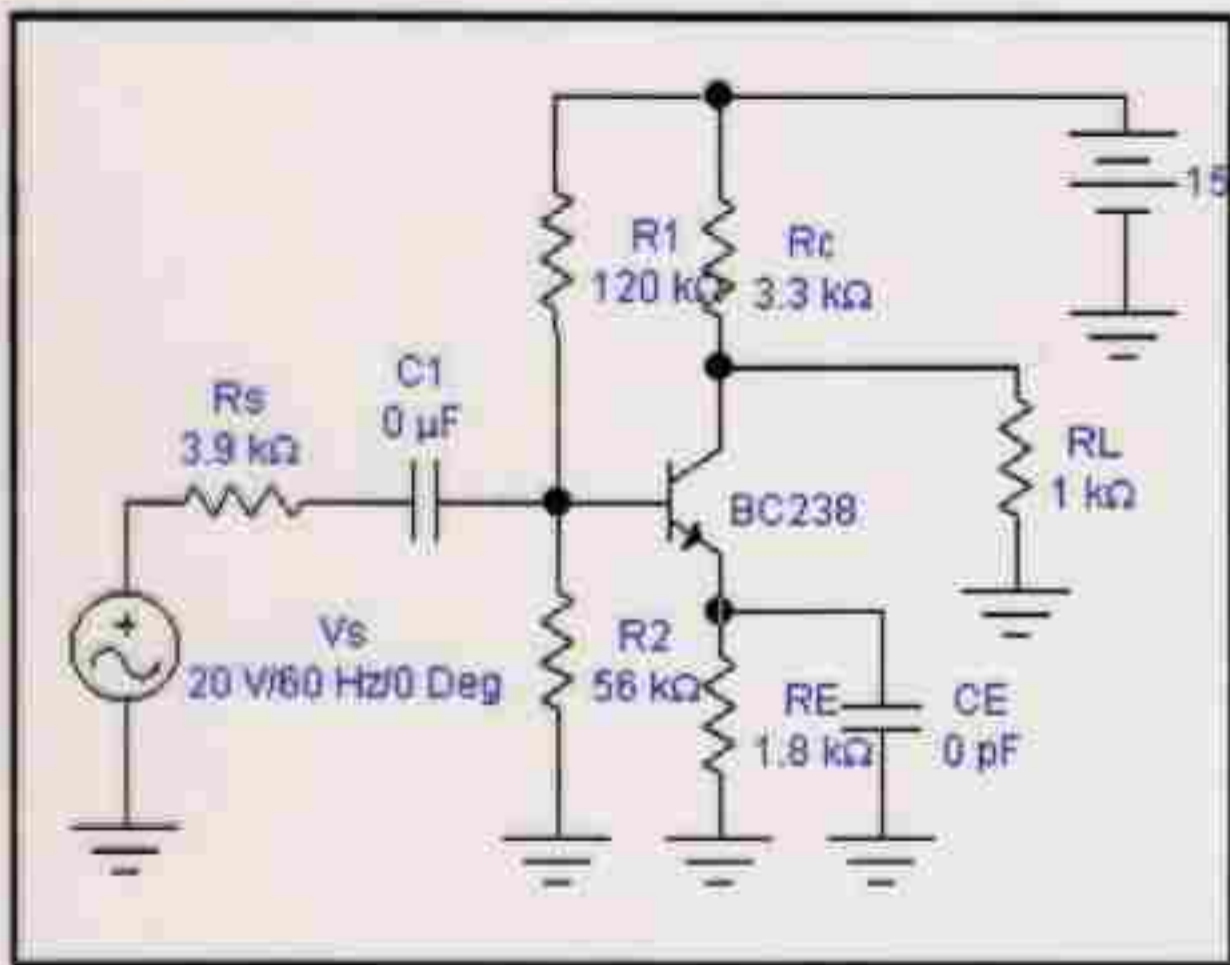 R1
120 kΩ
Rc
3.3 kΩ
15
C1
0 µF
Rs
3.9 kΩ
RL
1 kΩ
BC238
Vs
20 V/60 Hz/0 Deg
R2
56 kΩ
RE
1.8 kΩ
CE
0 pF